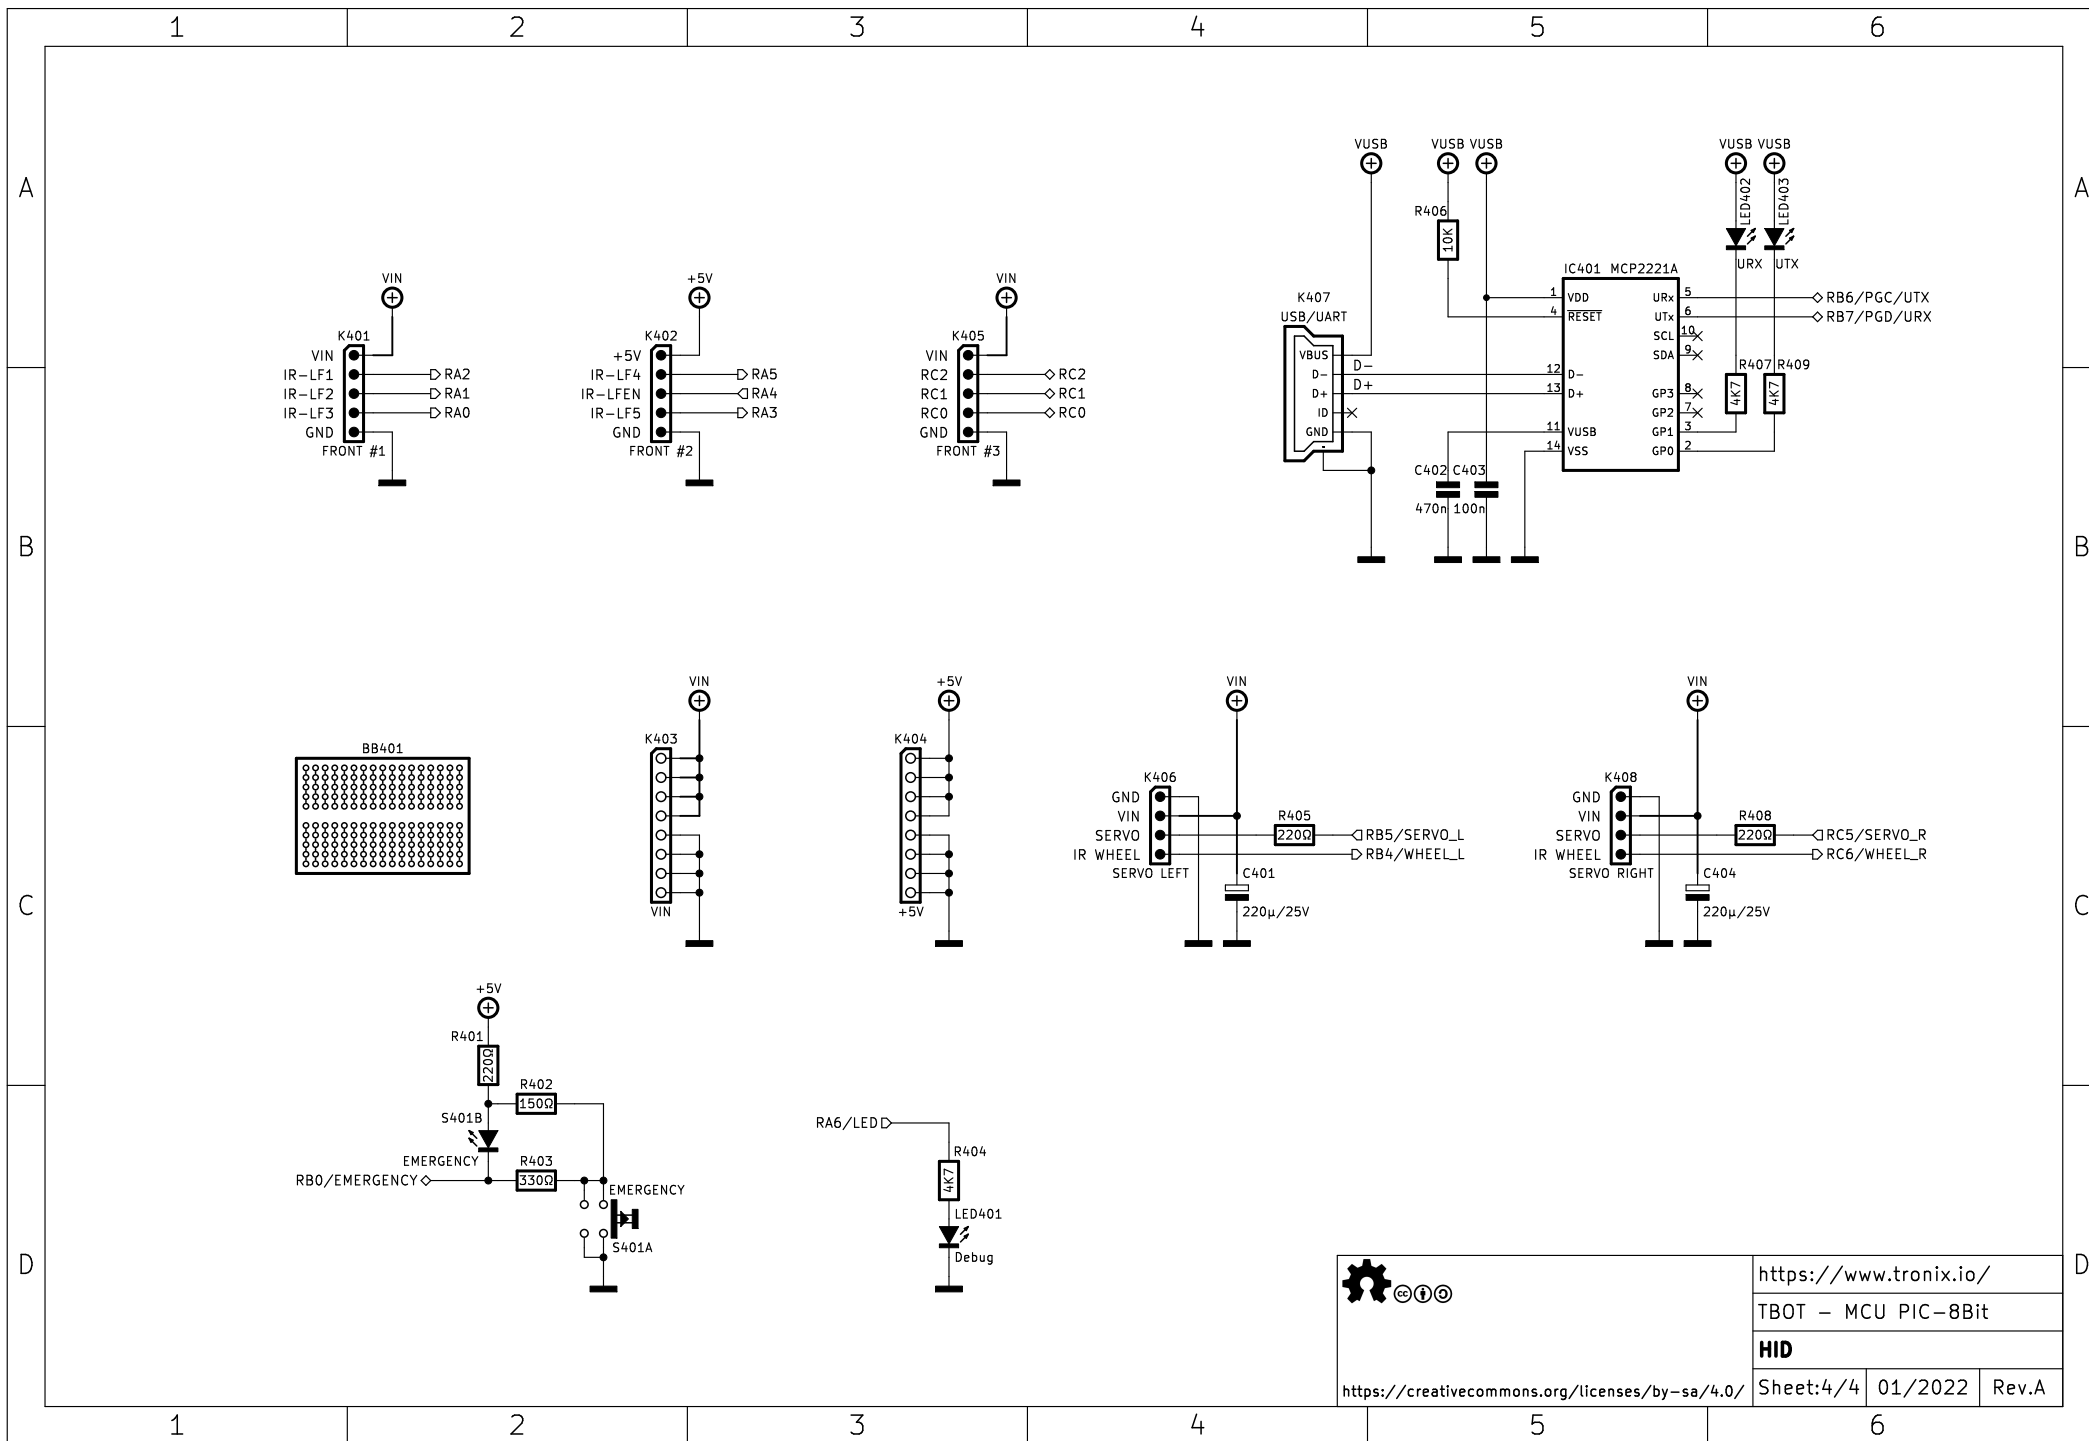 1 2 3 4 5 6
A A
B B
C C
D D
VIN
K401
VIN
IR-LF1 RA2
IR-LF2 RA1
IR-LF3 RA0
GND
FRONT #1
+5V
K402
+5V
IR-LF4 RA5
IR-LFEN RA4
IR-LF5 RA3
GND
FRONT #2
VIN
K405
VIN
RC2 RC2
RC1 RC1
RC0 RC0
GND
FRONT #3
VUSB VUSB VUSB VUSB VUSB
LED402 LED403
R406
10K
URX UTX
K407
USB/UART
VBUS
D- D-
D+ D+
ID
GND
IC401 MCP2221A
1 VDD URx 5 RB6/PGC/UTX
4 RESET UTx 6 RB7/PGD/URX
SCL 10
SDA 9
R407 R409
4K7 4K7
12 D-
13 D+ GP3 8
GP2 7
11 VUSB GP1 3
14 VSS GP0 2
C402 C403
470n 100n
BB401
VIN
K403
VIN
+5V
K404
+5V
VIN
K406
GND
VIN
SERVO
IR WHEEL
SERVO LEFT
R405
220Ω
RB5/SERVO_L
RB4/WHEEL_L
C401
220µ/25V
VIN
K408
GND
VIN
SERVO
IR WHEEL
SERVO RIGHT
R408
220Ω
RC5/SERVO_R
RC6/WHEEL_R
C404
220µ/25V
+5V
R401
220Ω
R402
150Ω
S401B
EMERGENCY
RB0/EMERGENCY
R403
330Ω
EMERGENCY
S401A
RA6/LED
R404
4K7
LED401
Debug
cc
https://creativecommons.org/licenses/by-sa/4.0/
https://www.tronix.io/
TBOT - MCU PIC-8Bit
HID
Sheet:4/4 01/2022 Rev.A
1 2 3 4 5 6